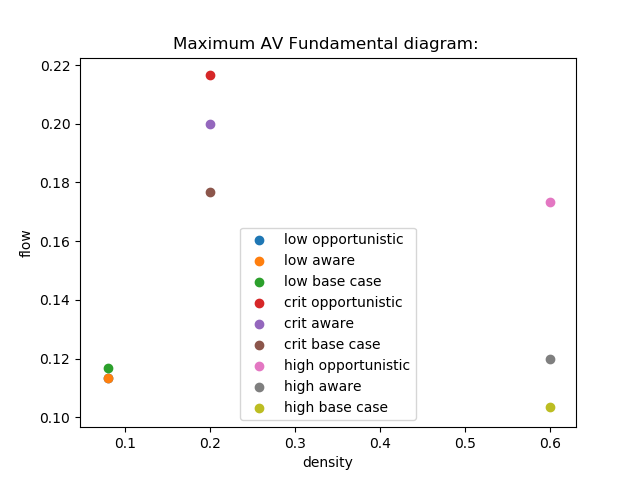 Maximum AV Fundamental diagram:
0.22
0.20
0.18
0.16
0.14
0.12
0.10
flow
low opportunistic
low aware
low base case
crit opportunistic
crit aware
crit base case
high opportunistic
high aware
high base case
0.1 0.2 0.3 0.4 0.5 0.6
density